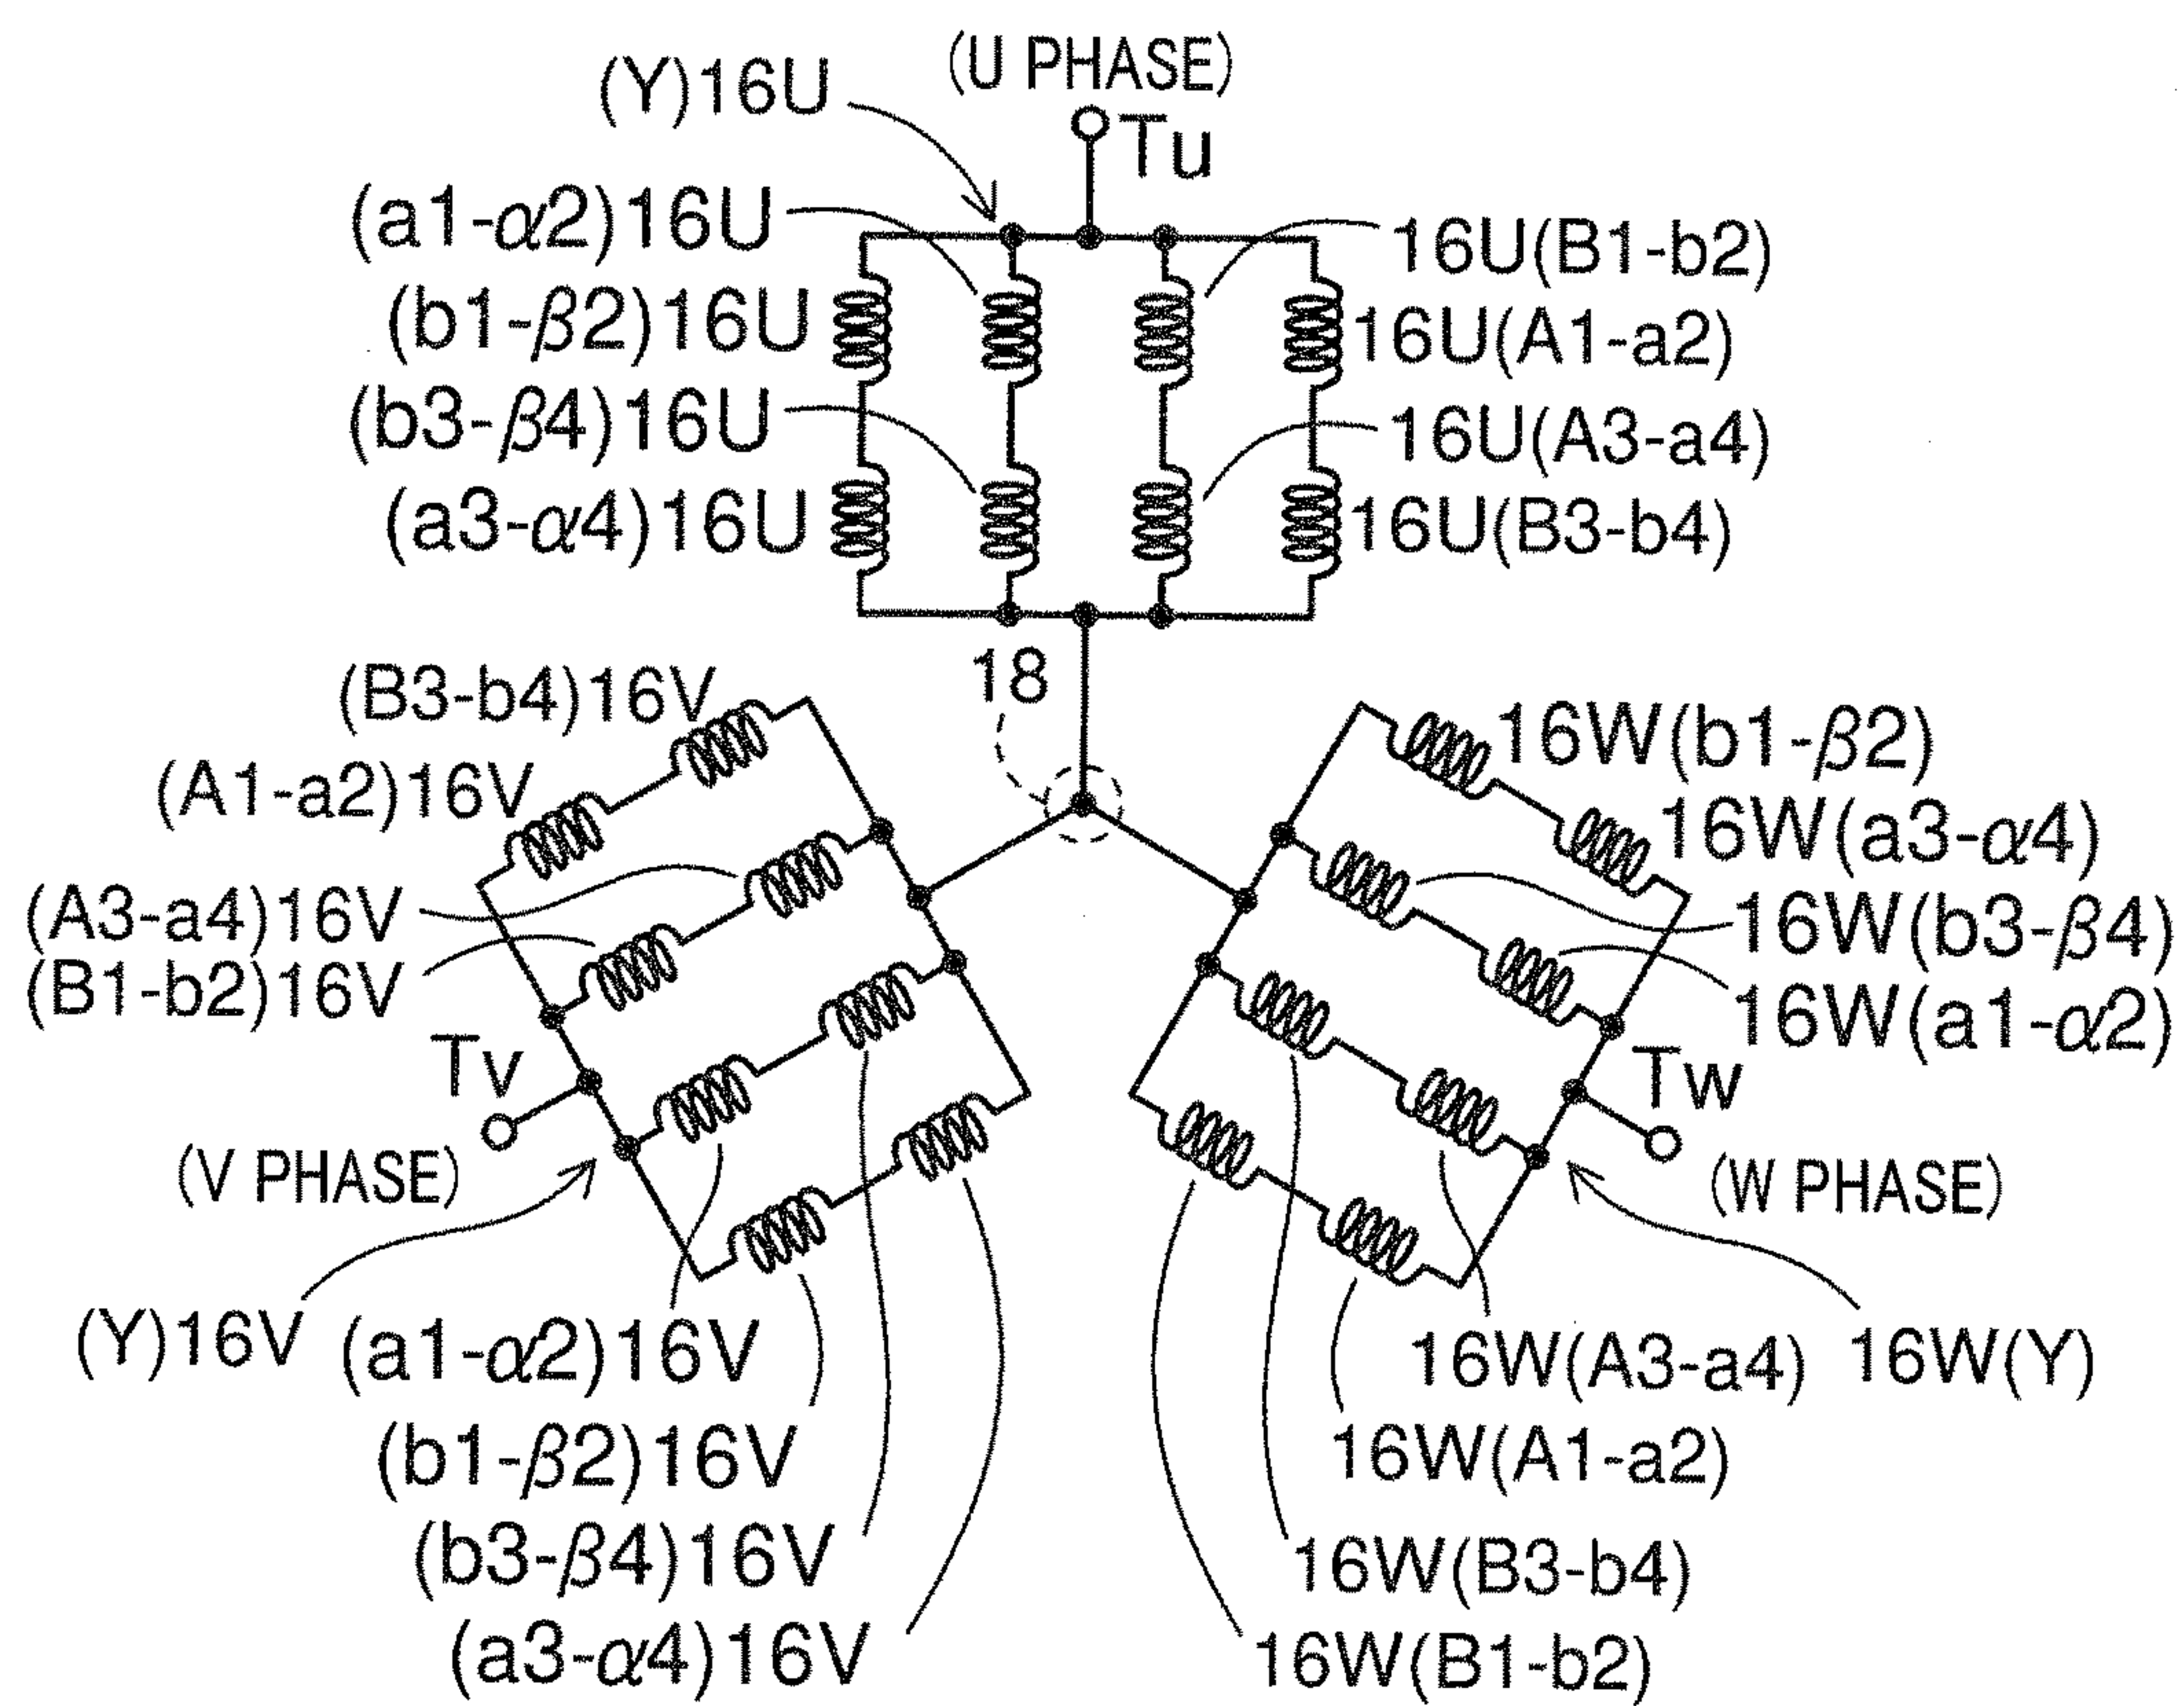 (U PHASE)
(Y)16U
Tu
(a1-α2)16U
16U(B1-b2)
(b1-β2)16U
16U(A1-a2)
(b3-β4)16U
16U(A3-a4)
(a3-α4)16U
16U(B3-b4)
18
(B3-b4)16V
(A1-a2)16V
(A3-a4)16V
(B1-b2)16V
Tv
(V PHASE)
(Y)16V
(a1-α2)16V
(b1-β2)16V
(b3-β4)16V
(a3-α4)16V
16W(b1-β2)
16W(a3-α4)
16W(b3-β4)
16W(a1-α2)
Tw
(W PHASE)
16W(A3-a4)
16W(Y)
16W(A1-a2)
16W(B3-b4)
16W(B1-b2)